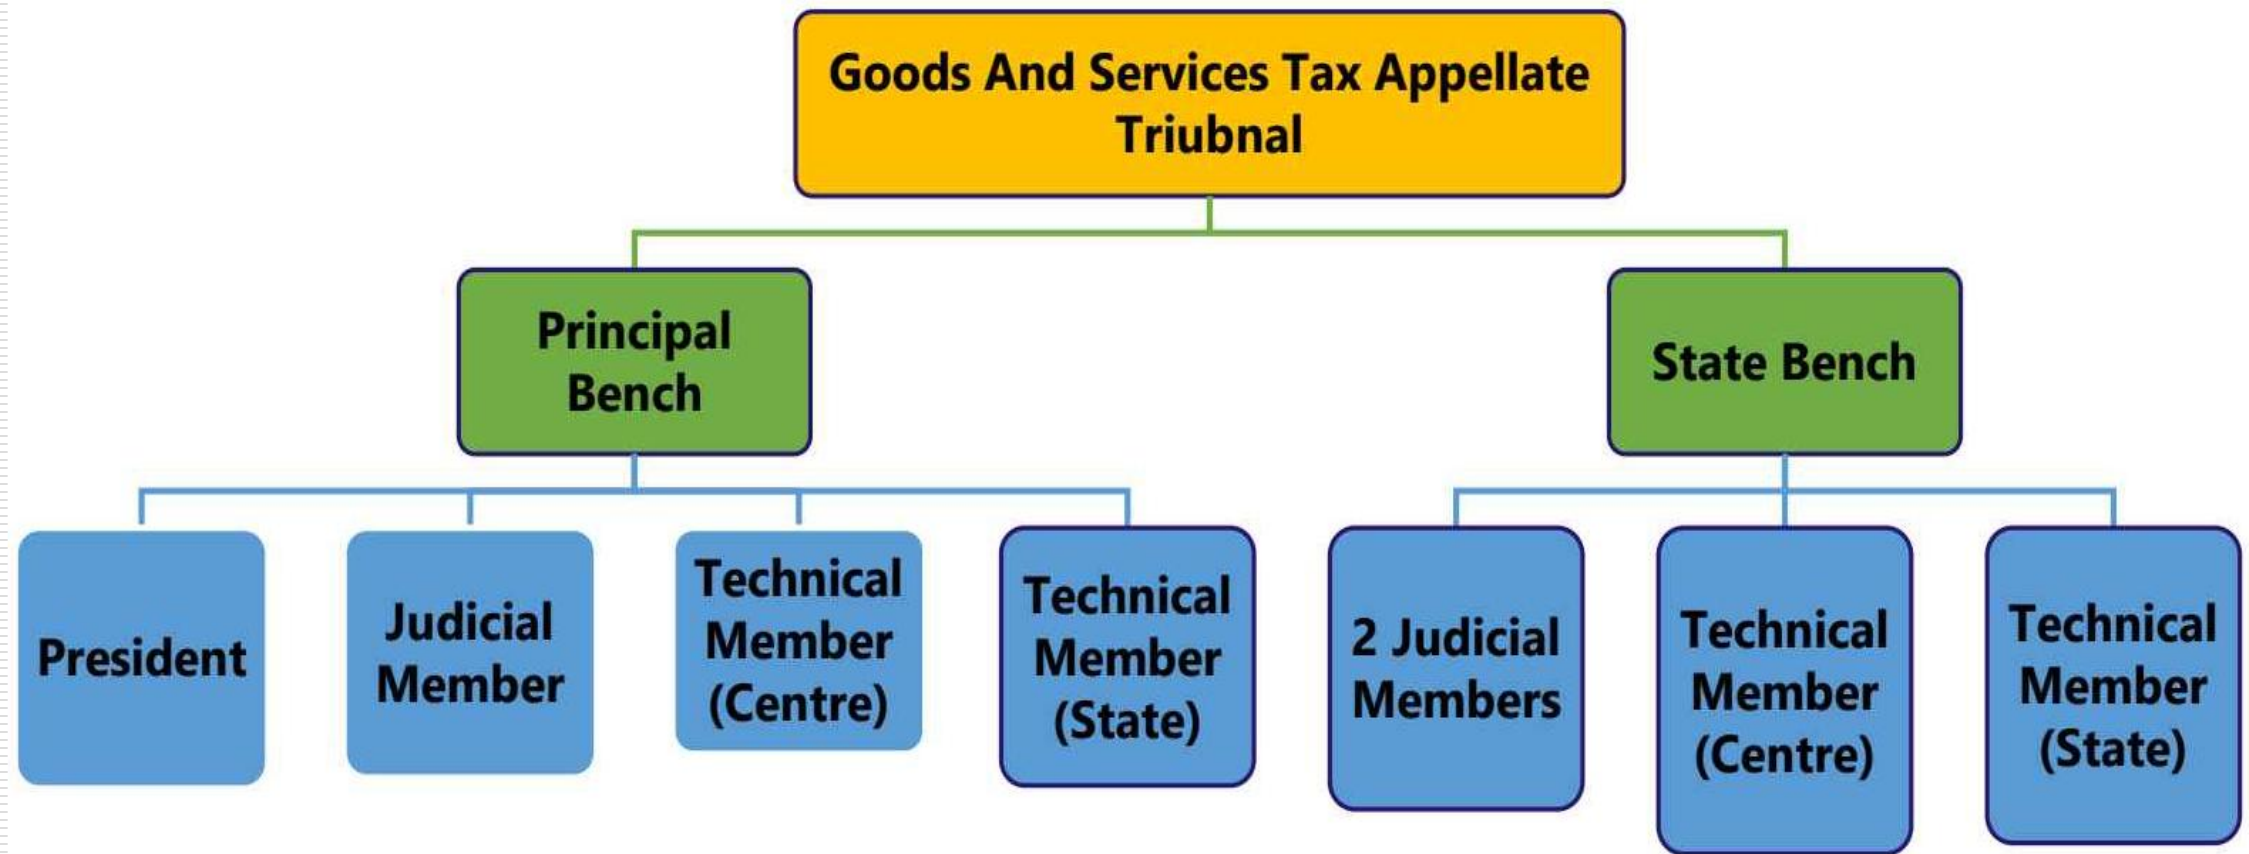 Goods And Services Tax Appellate
Triubnal
Principal
Bench
State Bench
President
Judicial
Member
Technical
Member
(Centre)
Technical
Member
(State)
2 Judicial
Members
Technical
Member
(Centre)
Technical
Member
(State)